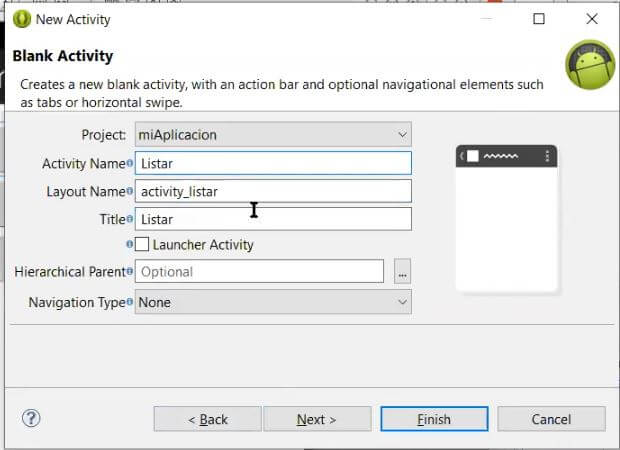 New Activity
Blank Activity
Creates a new blank activity, with an action bar and optional navigational elements such
as tabs or horizontal swipe.
Project: miAplicacion
Activity Name Listar
Layout Name activity_listar
Title Listar
Launcher Activity
Hierarchical Parent Optional ...
Navigation Type None
? < Back Next > Finish Cancel